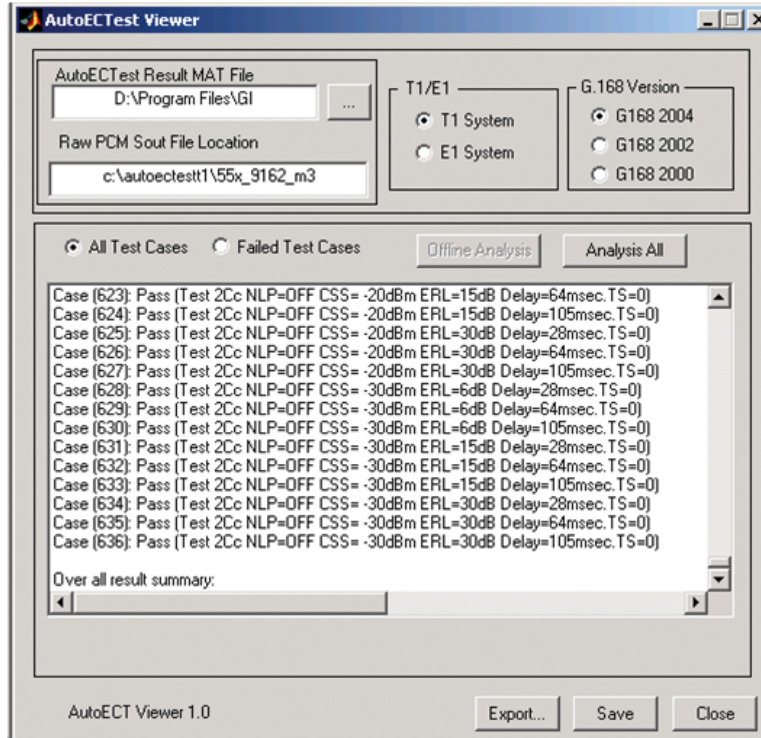 AutoECTest Viewer
AutoECTest Result MAT File
D:\Program Files\GI
...
Raw PCM Sout File Location
c:\autoectestt1\55x_9162_m3
T1/E1
T1 System
E1 System
G.168 Version
G168 2004
G168 2002
G168 2000
All Test Cases
Failed Test Cases
Offline Analysis
Analysis All
Case (623): Pass (Test 2Cc NLP=OFF CSS= -20dBm ERL=15dB Delay=64msec.TS=0)
Case (624): Pass (Test 2Cc NLP=OFF CSS= -20dBm ERL=15dB Delay=105msec.TS=0)
Case (625): Pass (Test 2Cc NLP=OFF CSS= -20dBm ERL=30dB Delay=28msec.TS=0)
Case (626): Pass (Test 2Cc NLP=OFF CSS= -20dBm ERL=30dB Delay=64msec.TS=0)
Case (627): Pass (Test 2Cc NLP=OFF CSS= -20dBm ERL=30dB Delay=105msec.TS=0)
Case (628): Pass (Test 2Cc NLP=OFF CSS= -30dBm ERL=6dB Delay=28msec.TS=0)
Case (629): Pass (Test 2Cc NLP=OFF CSS= -30dBm ERL=6dB Delay=64msec.TS=0)
Case (630): Pass (Test 2Cc NLP=OFF CSS= -30dBm ERL=6dB Delay=105msec.TS=0)
Case (631): Pass (Test 2Cc NLP=OFF CSS= -30dBm ERL=15dB Delay=28msec.TS=0)
Case (632): Pass (Test 2Cc NLP=OFF CSS= -30dBm ERL=15dB Delay=64msec.TS=0)
Case (633): Pass (Test 2Cc NLP=OFF CSS= -30dBm ERL=15dB Delay=105msec.TS=0)
Case (634): Pass (Test 2Cc NLP=OFF CSS= -30dBm ERL=30dB Delay=28msec.TS=0)
Case (635): Pass (Test 2Cc NLP=OFF CSS= -30dBm ERL=30dB Delay=64msec.TS=0)
Case (636): Pass (Test 2Cc NLP=OFF CSS= -30dBm ERL=30dB Delay=105msec.TS=0)
Over all result summary:
AutoECT Viewer 1.0
Export...
Save
Close